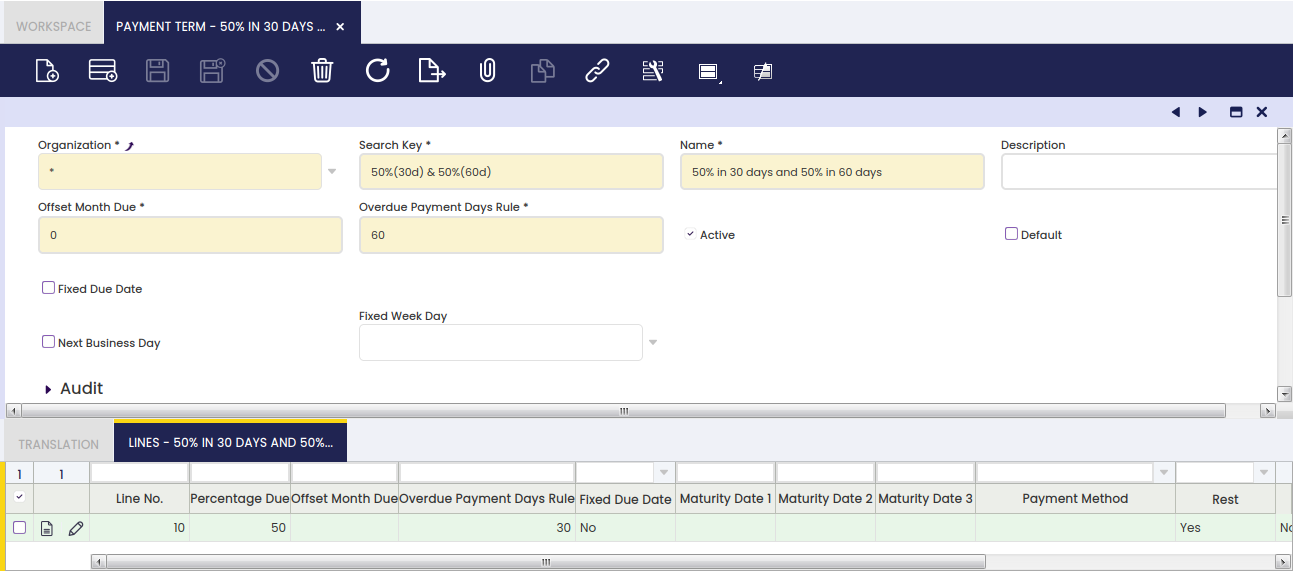 WORKSPACE
PAYMENT TERM - 50% IN 30 DAYS ...
Organization *
Search Key *
Name *
Description
*
50%(30d) & 50%(60d)
50% in 30 days and 50% in 60 days
Offset Month Due *
Overdue Payment Days Rule *
0
60
Active
Default
Fixed Due Date
Fixed Week Day
Next Business Day
Audit
TRANSLATION
LINES - 50% IN 30 DAYS AND 50%...
1 1
Line No. Percentage Due Offset Month Due Overdue Payment Days Rule Fixed Due Date Maturity Date 1 Maturity Date 2 Maturity Date 3 Payment Method Rest
10 50 30 No Yes